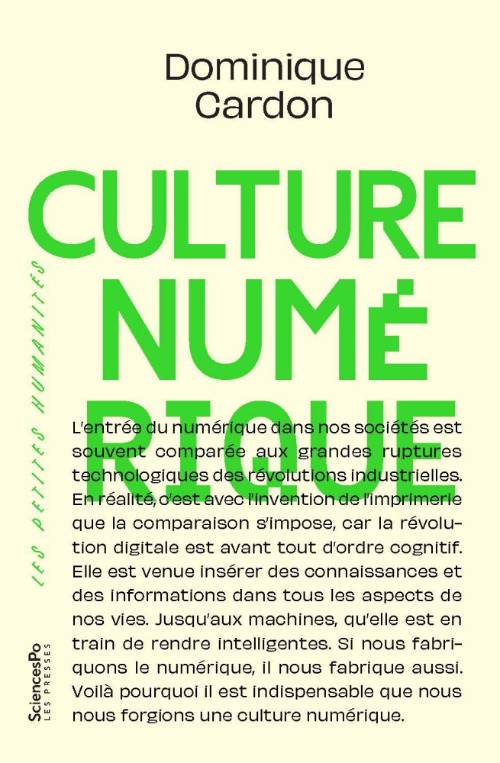 Dominique
Cardon
CULTURE
NUMÉ
RIQUE
LES PETITES HUMANITÉS
L'entrée du numérique dans nos sociétés est
souvent comparée aux grandes ruptures
technologiques des révolutions industrielles.
En réalité, c'est avec l'invention de l'imprimerie
que la comparaison s'impose, car la révolu-
tion digitale est avant tout d'ordre cognitif.
Elle est venue insérer des connaissances et
des informations dans tous les aspects de
nos vies. Jusqu'aux machines, qu'elle est en
train de rendre intelligentes. Si nous fabri-
quons le numérique, il nous fabrique aussi.
Voilà pourquoi il est indispensable que nous
nous forgions une culture numérique.
SciencesPo
LES PRESSES